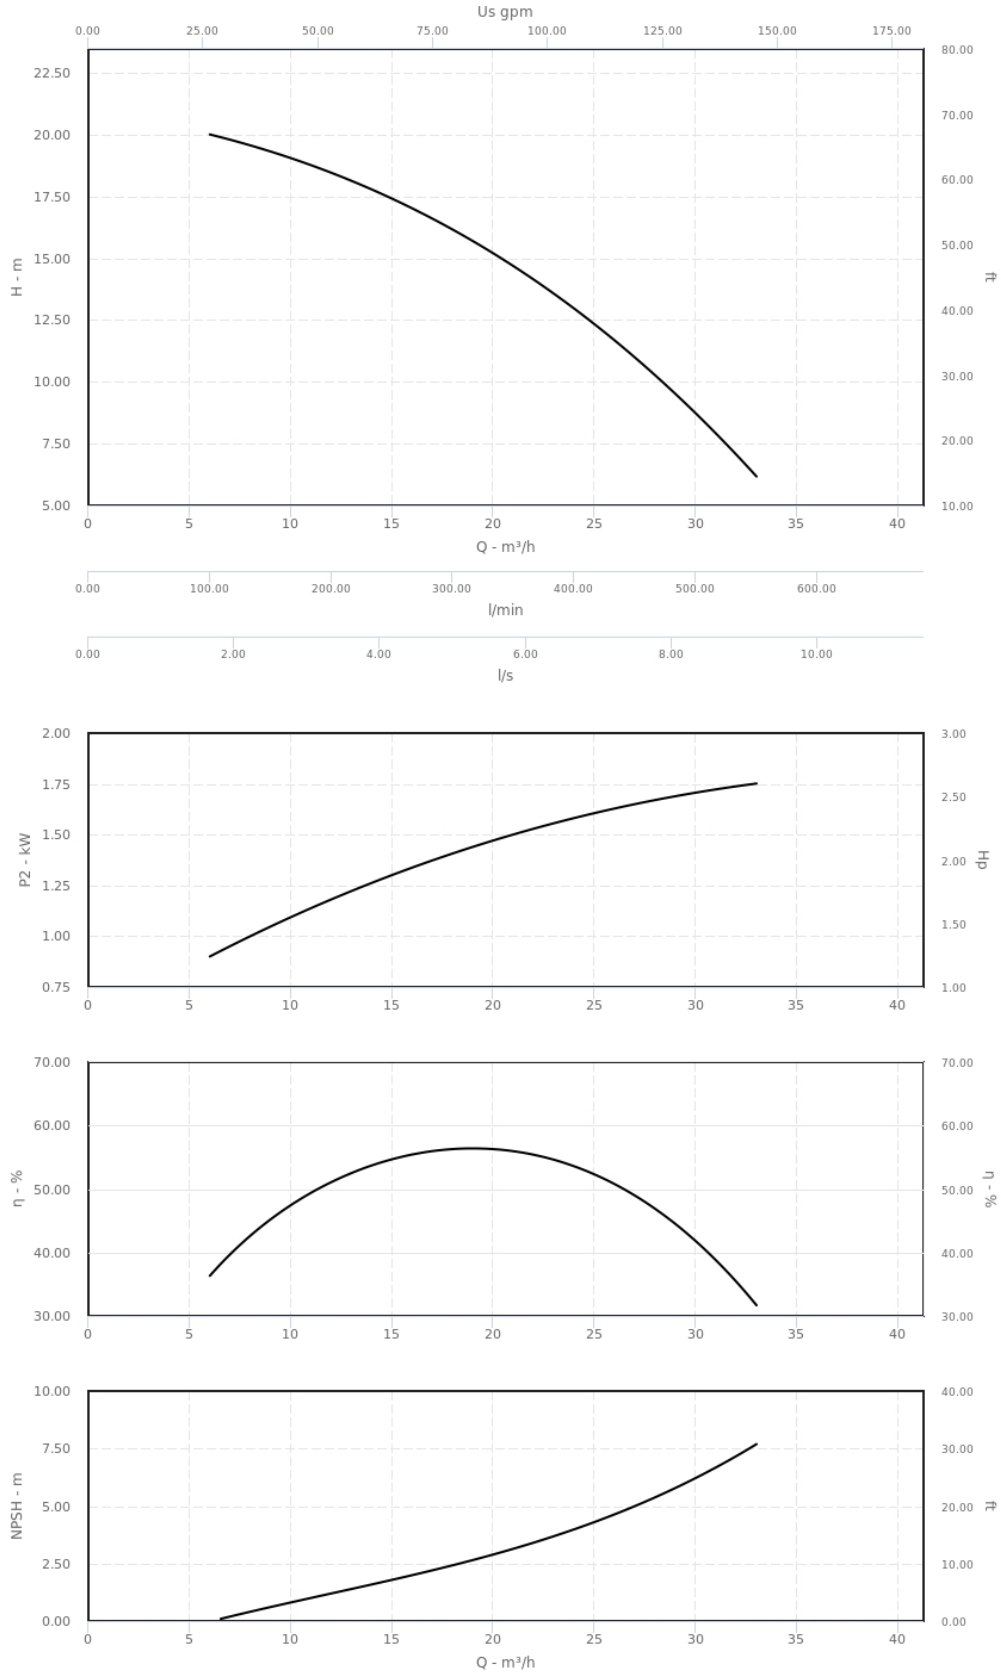 Us gpm
0.00 25.00 50.00 75.00 100.00 125.00 150.00 175.00
22.50
20.00
17.50
15.00
12.50
10.00
7.50
5.00
H - m
80.00
70.00
60.00
50.00
40.00
30.00
20.00
10.00
ft
0 5 10 15 20 25 30 35 40
Q - m³/h
0.00 100.00 200.00 300.00 400.00 500.00 600.00
l/min
0.00 2.00 4.00 6.00 8.00 10.00
l/s
2.00
1.75
1.50
1.25
1.00
0.75
P2 - kW
3.00
2.50
2.00
1.50
1.00
Hp
0 5 10 15 20 25 30 35 40
70.00
60.00
50.00
40.00
30.00
η - %
70.00
60.00
50.00
40.00
30.00
η - %
0 5 10 15 20 25 30 35 40
10.00
7.50
5.00
2.50
0.00
NPSH - m
40.00
30.00
20.00
10.00
0.00
ft
0 5 10 15 20 25 30 35 40
Q - m³/h